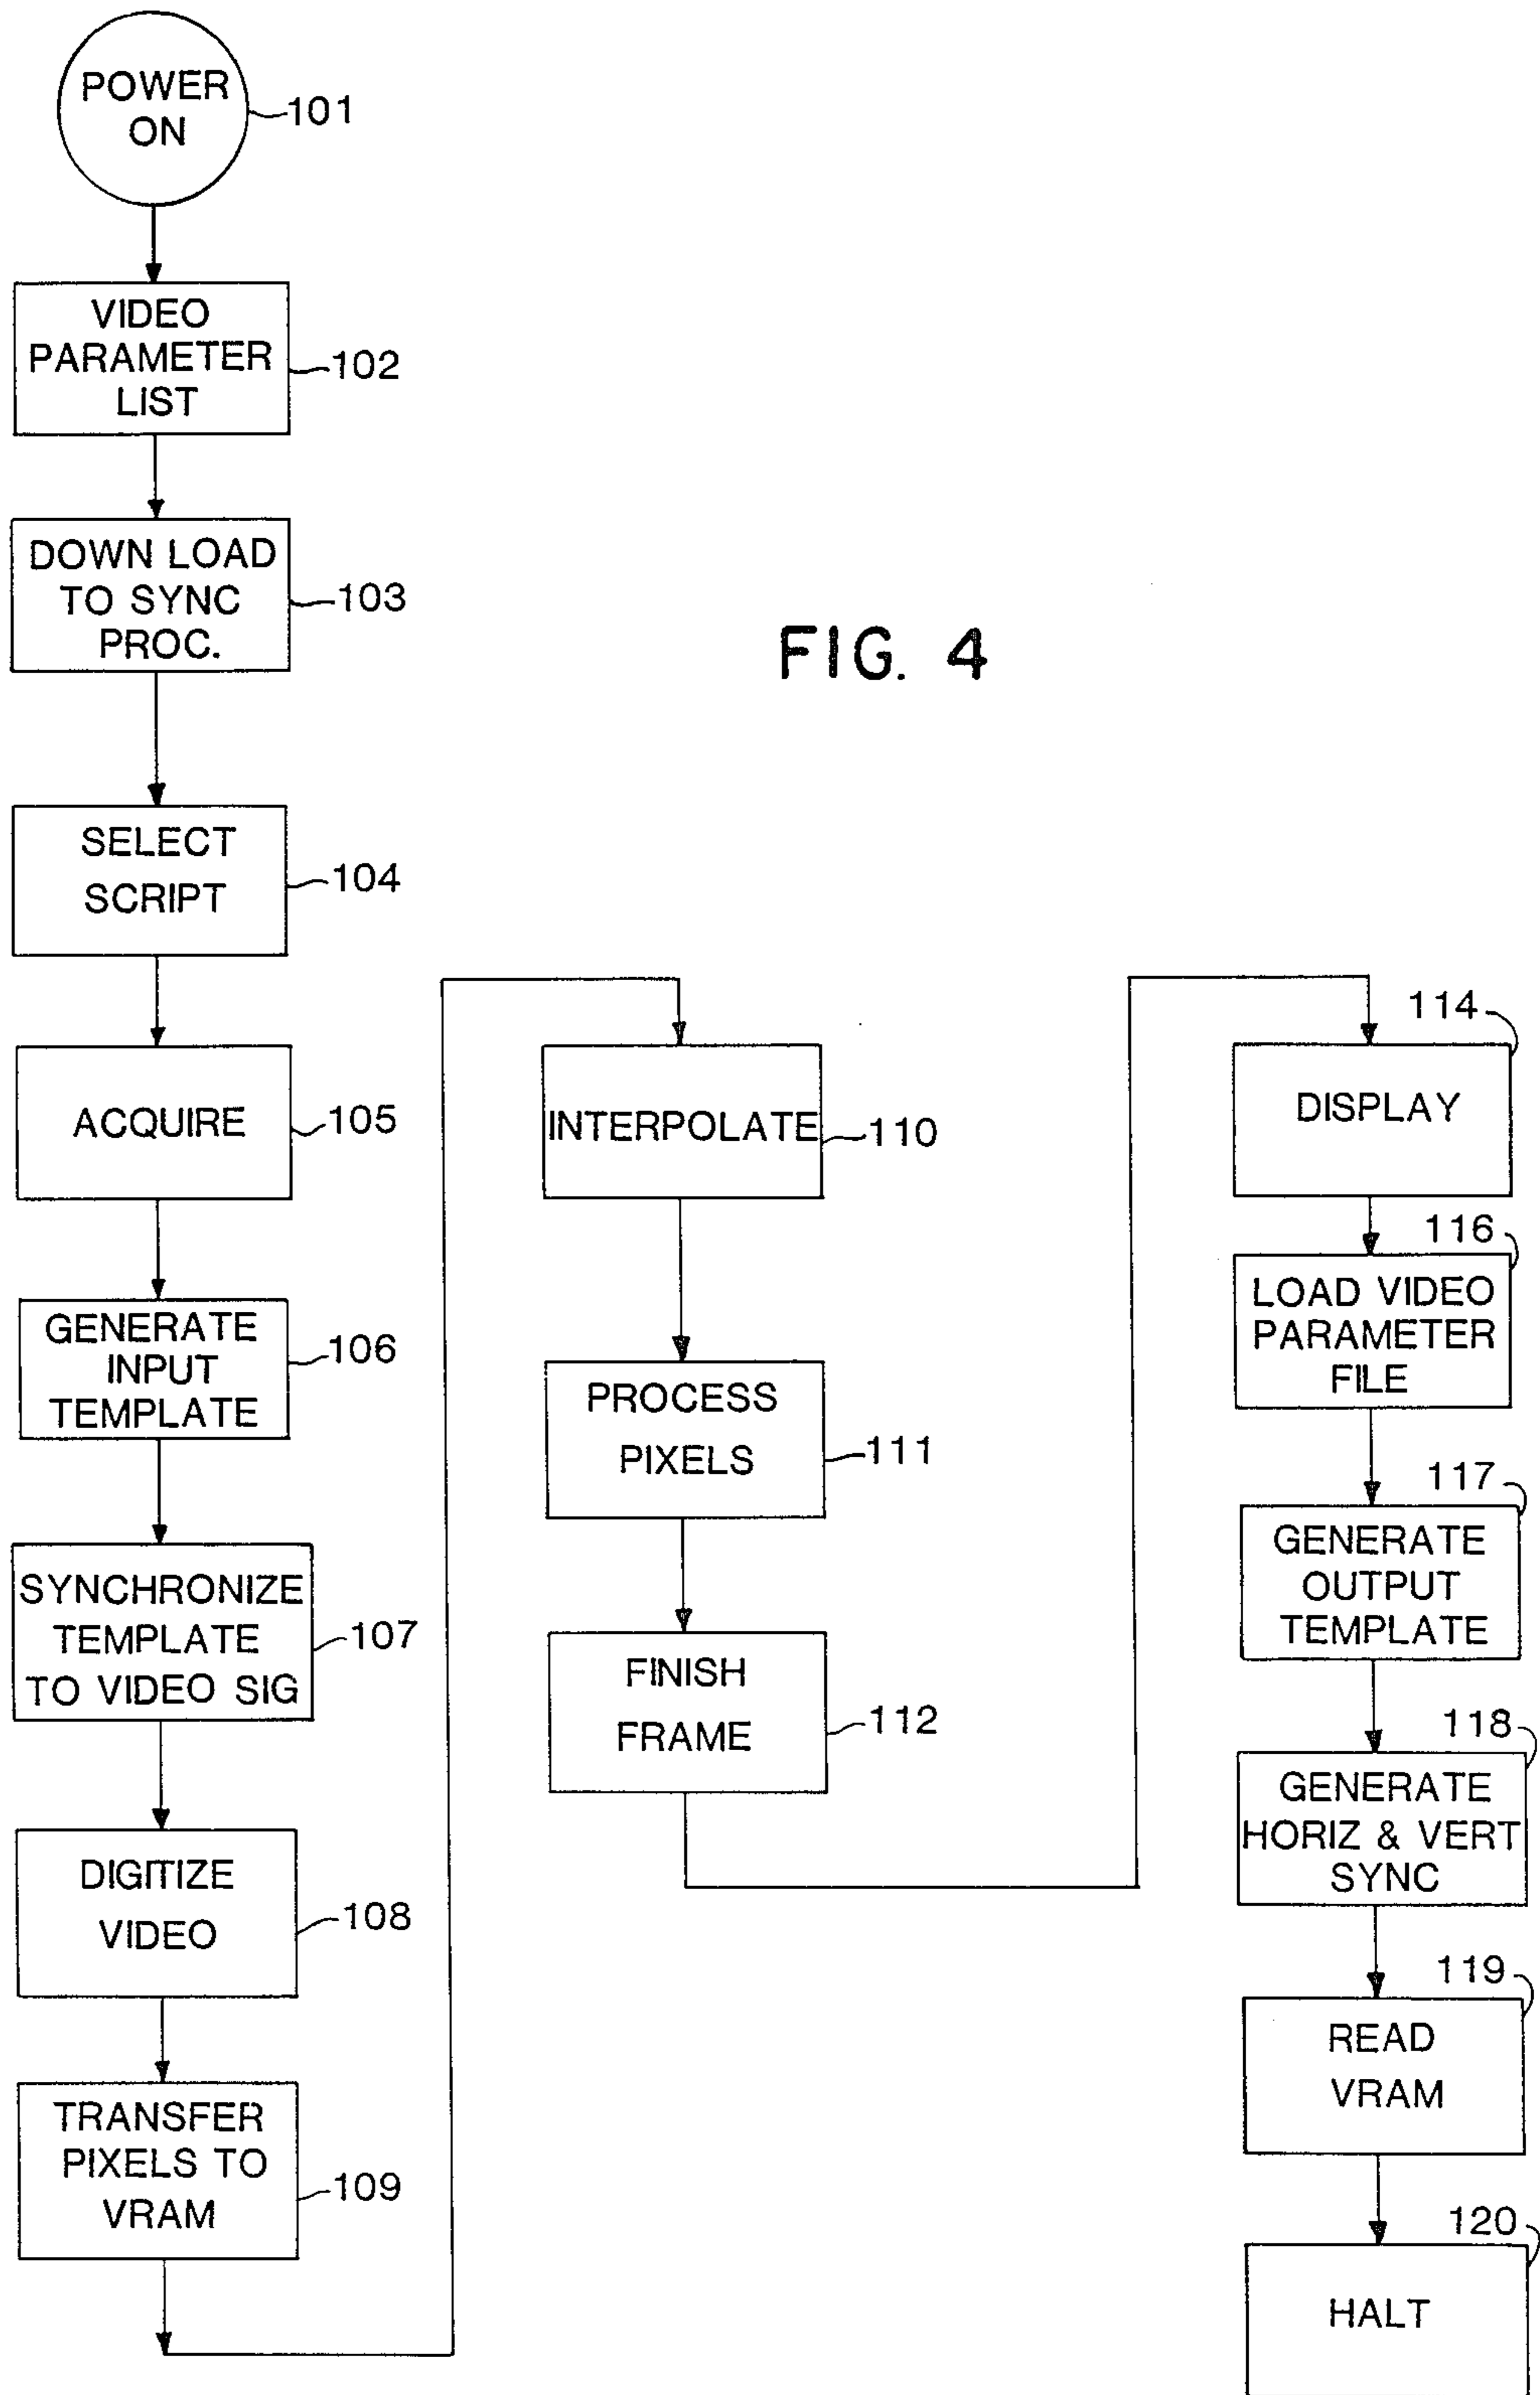 POWER
ON
101
VIDEO
PARAMETER
LIST
102
DOWN LOAD
TO SYNC
PROC.
103
FIG. 4
SELECT
SCRIPT
104
ACQUIRE
105
GENERATE
INPUT
TEMPLATE
106
SYNCHRONIZE
TEMPLATE
TO VIDEO SIG
107
DIGITIZE
VIDEO
108
TRANSFER
PIXELS TO
VRAM
109
INTERPOLATE
110
PROCESS
PIXELS
111
FINISH
FRAME
112
114
DISPLAY
116
LOAD VIDEO
PARAMETER
FILE
117
GENERATE
OUTPUT
TEMPLATE
118
GENERATE
HORIZ & VERT
SYNC
119
READ
VRAM
120
HALT